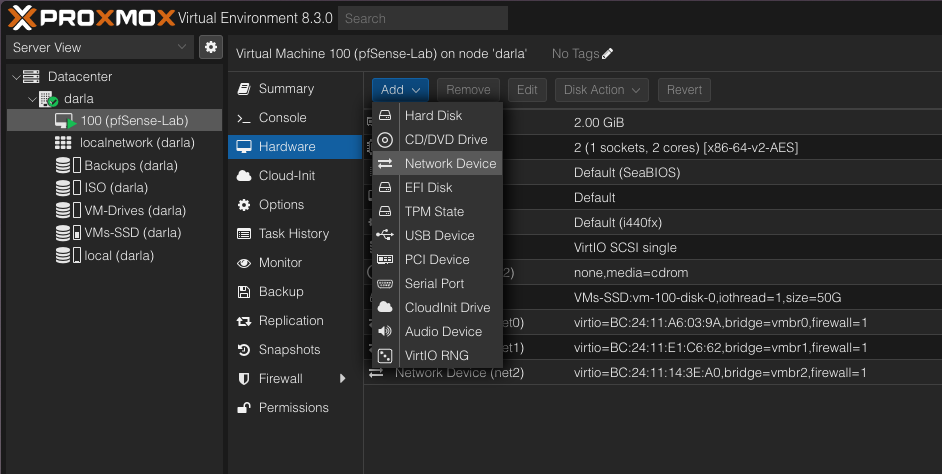 PROXMOX Virtual Environment 8.3.0 Search
Server View
Virtual Machine 100 (pfSense-Lab) on node 'darla' No Tags
Datacenter
darla
100 (pfSense-Lab)
localnetwork (darla)
Backups (darla)
ISO (darla)
VM-Drives (darla)
VMs-SSD (darla)
local (darla)
Summary
Console
Hardware
Cloud-Init
Options
Task History
Monitor
Backup
Replication
Snapshots
Firewall
Permissions
Add Remove Edit Disk Action Revert
Hard Disk
CD/DVD Drive
Network Device
EFI Disk
TPM State
USB Device
PCI Device
Serial Port
CloudInit Drive
Audio Device
VirtIO RNG
2.00 GiB
2 (1 sockets, 2 cores) [x86-64-v2-AES]
Default (SeaBIOS)
Default
Default (i440fx)
VirtIO SCSI single
2) none,media=cdrom
VMs-SSD:vm-100-disk-0,iothread=1,size=50G
et0) virtio=BC:24:11:A6:03:9A,bridge=vmbr0,firewall=1
et1) virtio=BC:24:11:E1:C6:62,bridge=vmbr1,firewall=1
Network Device (net2) virtio=BC:24:11:14:3E:A0,bridge=vmbr2,firewall=1